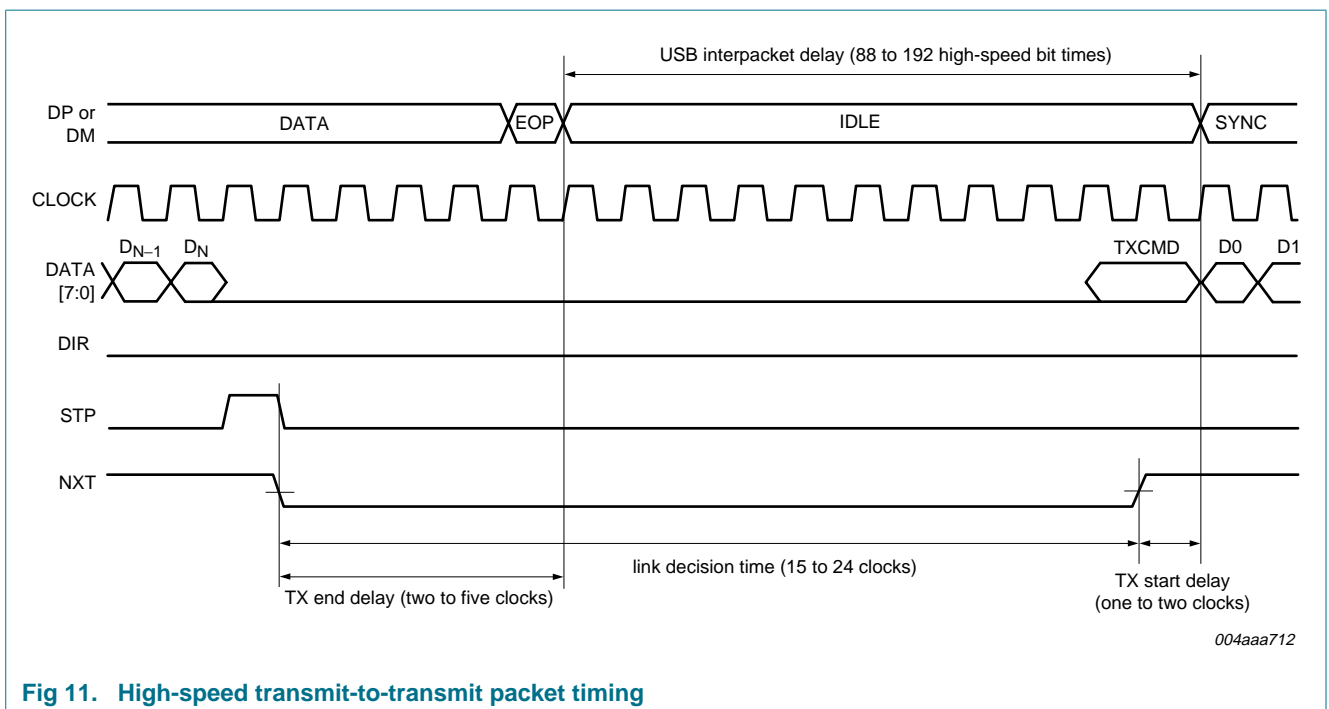 USB interpacket delay (88 to 192 high-speed bit times)
DP or
DM
DATA
EOP
IDLE
SYNC
CLOCK
DATA
[7:0]
DN–1
DN
TXCMD
D0
D1
DIR
STP
NXT
link decision time (15 to 24 clocks)
TX end delay (two to five clocks)
TX start delay
(one to two clocks)
004aaa712
Fig 11. High-speed transmit-to-transmit packet timing